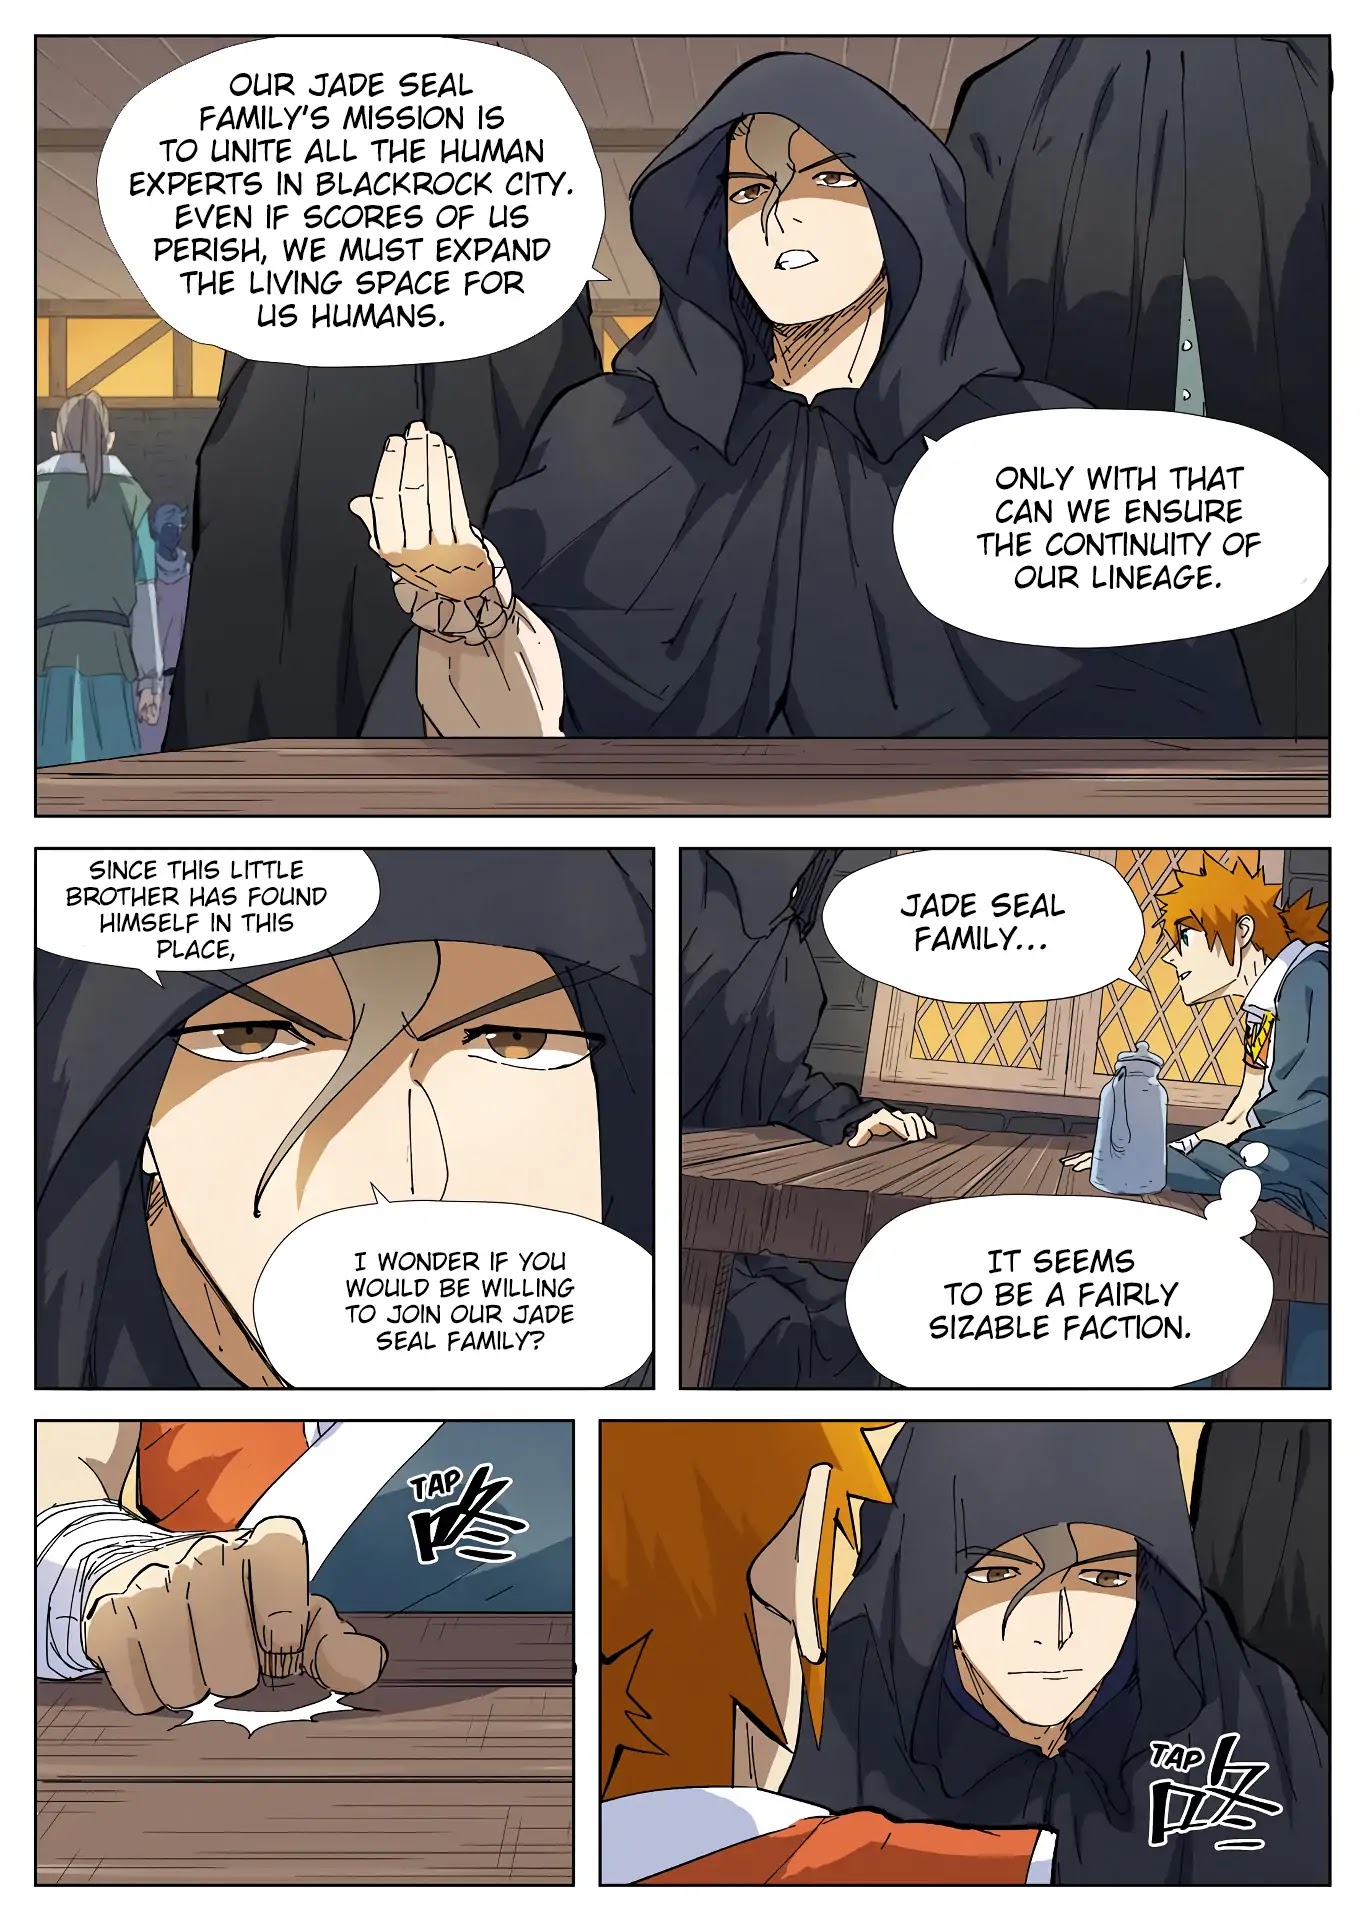 OUR JADE SEAL
FAMILY'S MISSION IS
TO UNITE ALL THE HUMAN
EXPERTS IN BLACKROCK CITY.
EVEN IF SCORES OF US
PERISH, WE MUST EXPAND
THE LIVING SPACE FOR
US HUMANS.
ONLY WITH THAT
CAN WE ENSURE
THE CONTINUITY OF
OUR LINEAGE.
SINCE THIS LITTLE
BROTHER HAS FOUND
HIMSELF IN THIS
PLACE,
I WONDER IF YOU
WOULD BE WILLING
TO JOIN OUR JADE
SEAL FAMILY?
JADE SEAL
FAMILY...
IT SEEMS
TO BE A FAIRLY
SIZABLE FACTION.
TAP
咚
TAP
咚